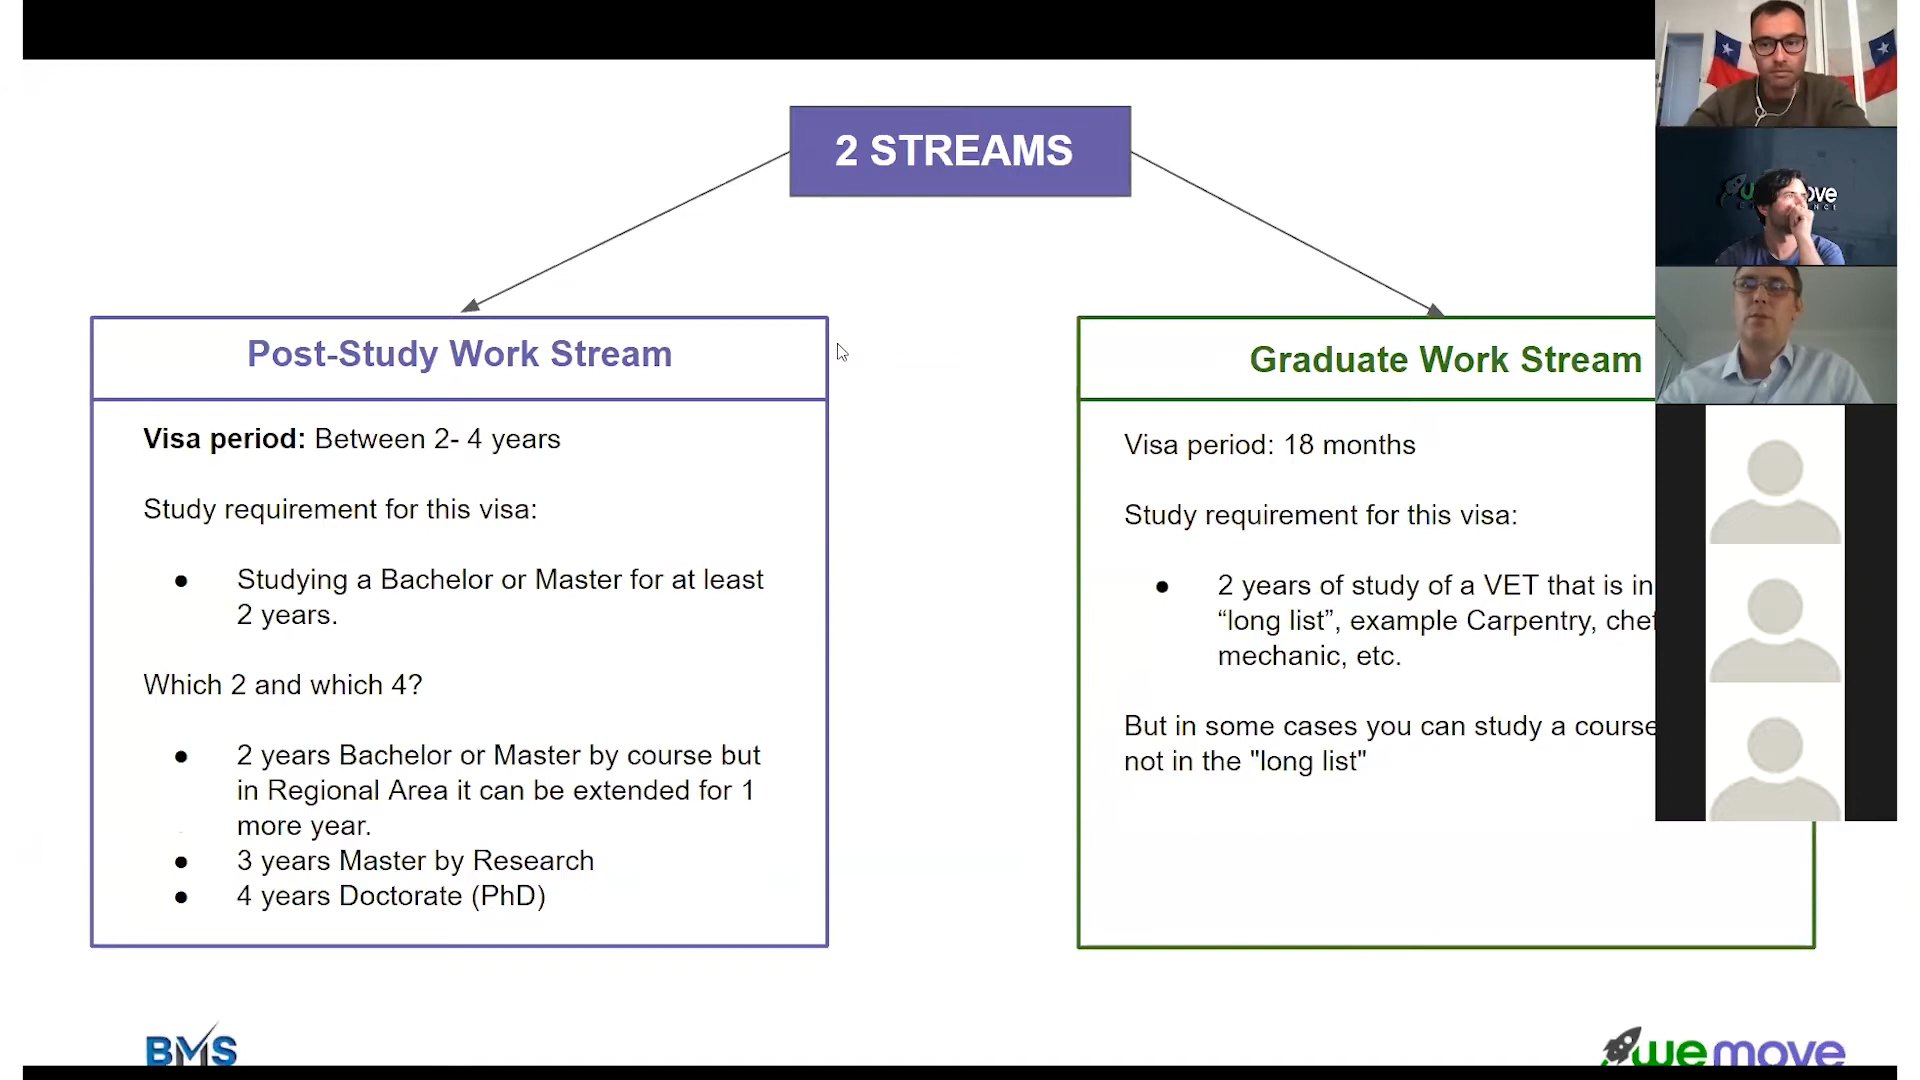 2 STREAMS
Post-Study Work Stream
Visa period: Between 2- 4 years
Study requirement for this visa:
● Studying a Bachelor or Master for at least
2 years.
Which 2 and which 4?
● 2 years Bachelor or Master by course but
in Regional Area it can be extended for 1
more year.
● 3 years Master by Research
● 4 years Doctorate (PhD)
Graduate Work Stream
Visa period: 18 months
Study requirement for this visa:
● 2 years of study of a VET that is in
“long list”, example Carpentry,
mechanic, etc.
But in some cases you can study a course
not in the "long list"
BMS
wemove